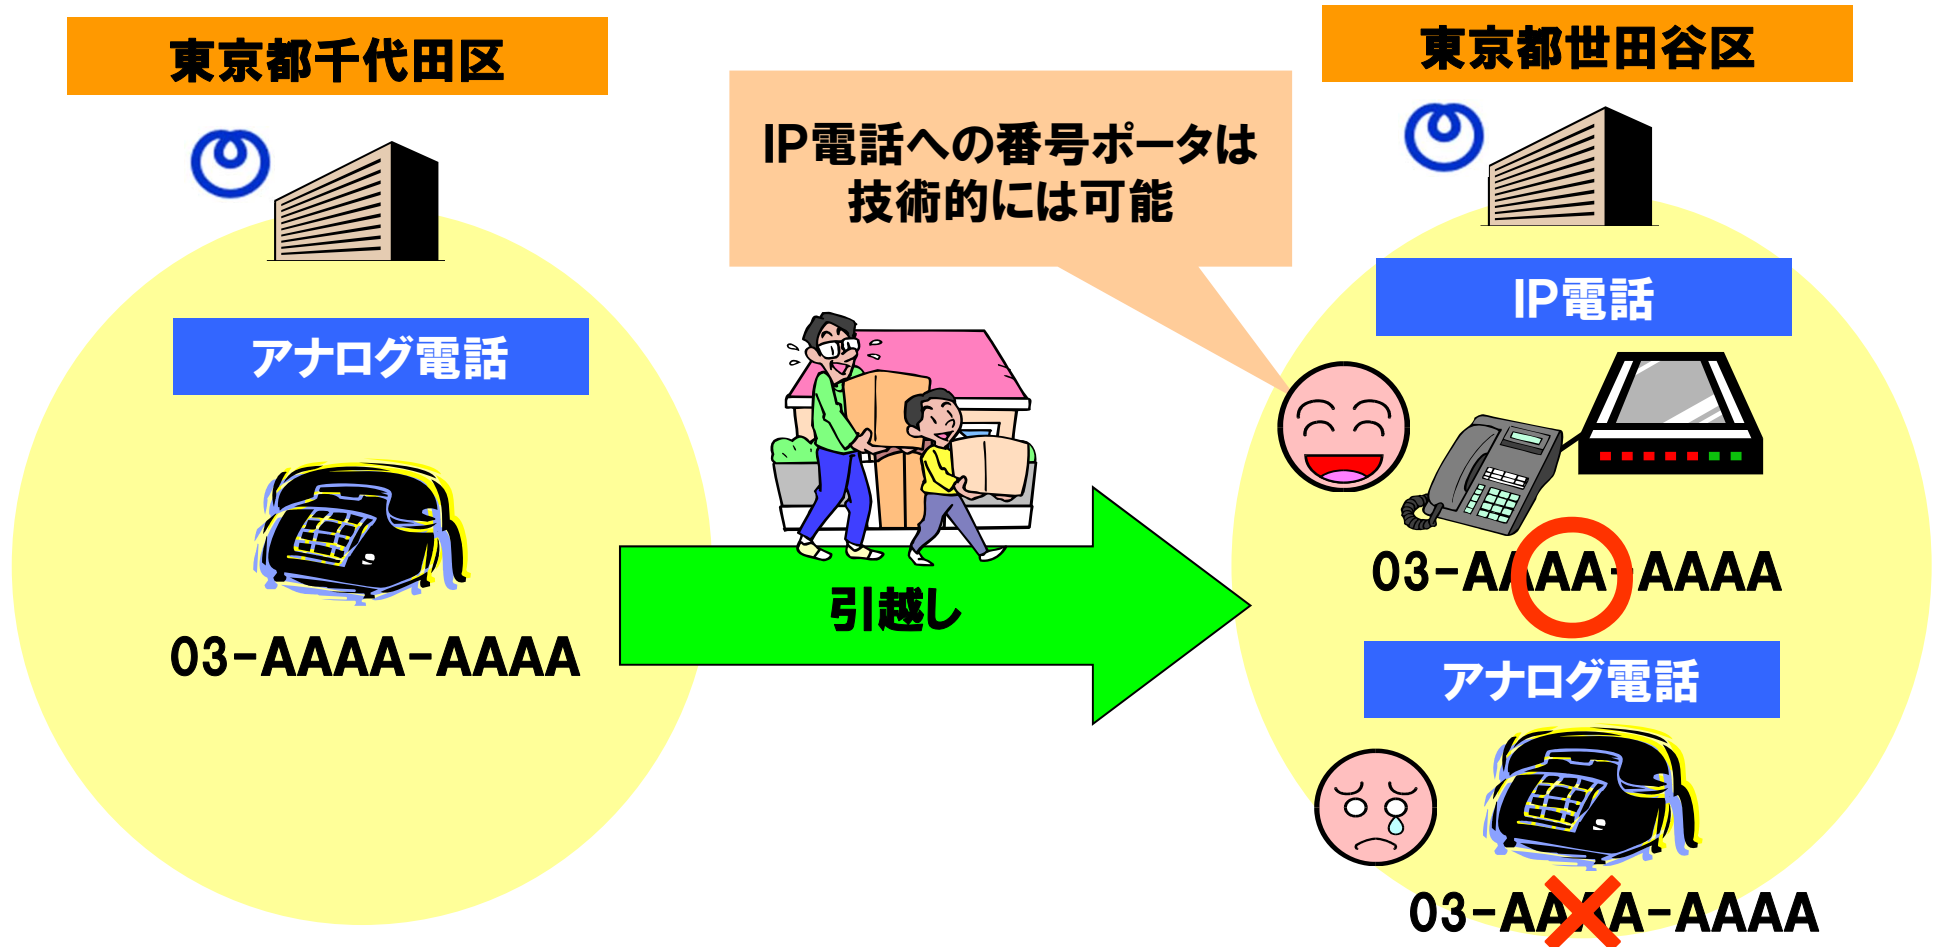 東京都千代田区
東京都世田谷区
IP電話への番号ポータは
技術的には可能
アナログ電話
03-AAAA-AAAA
引越し
IP電話
03-AAAA-AAAA
アナログ電話
03-AAAA-AAAA